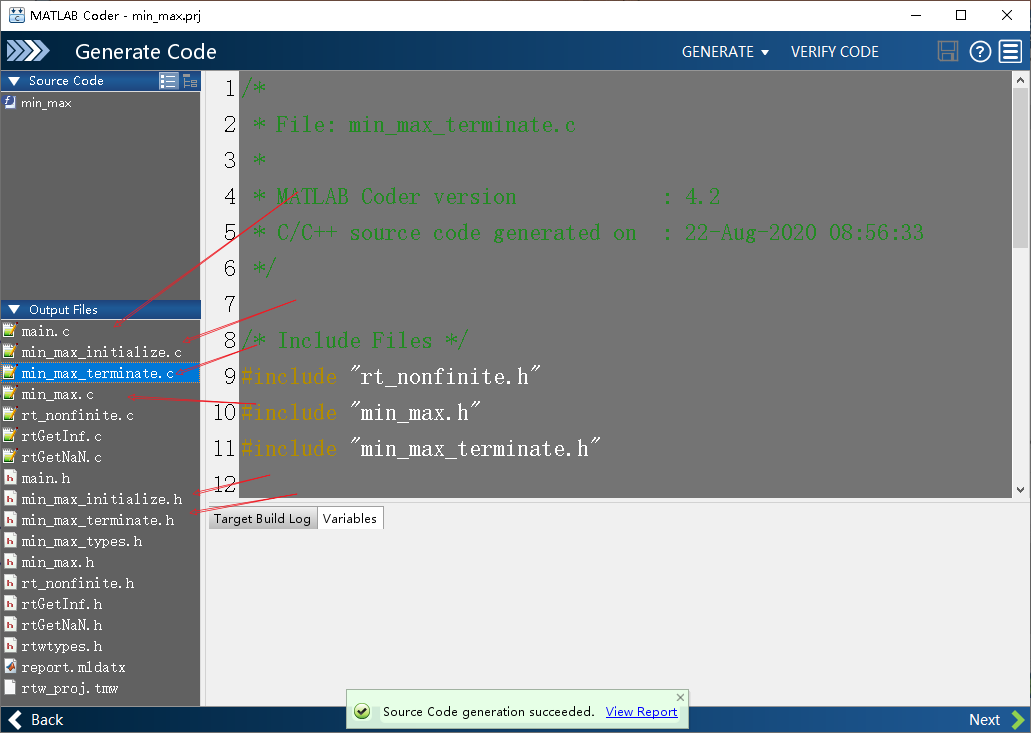 MATLAB Coder - min_max.prj
Generate Code
GENERATE
VERIFY CODE
Source Code
min_max
Output Files
main.c
min_max_initialize.c
min_max_terminate.c
min_max.c
rt_nonfinite.c
rtGetInf.c
rtGetNaN.c
main.h
min_max_initialize.h
min_max_terminate.h
min_max_types.h
min_max.h
rt_nonfinite.h
rtGetInf.h
rtGetNaN.h
rtwtypes.h
report.mldatx
rtw_proj.tmw
1 /*
2 * File: min_max_terminate.c
3 *
4 * MATLAB Coder version : 4.2
5 * C/C++ source code generated on : 22-Aug-2020 08:56:33
6 */
7
8 /* Include Files */
9 #include "rt_nonfinite.h"
10 #include "min_max.h"
11 #include "min_max_terminate.h"
12
Target Build Log Variables
Source Code generation succeeded. View Report
Back
Next